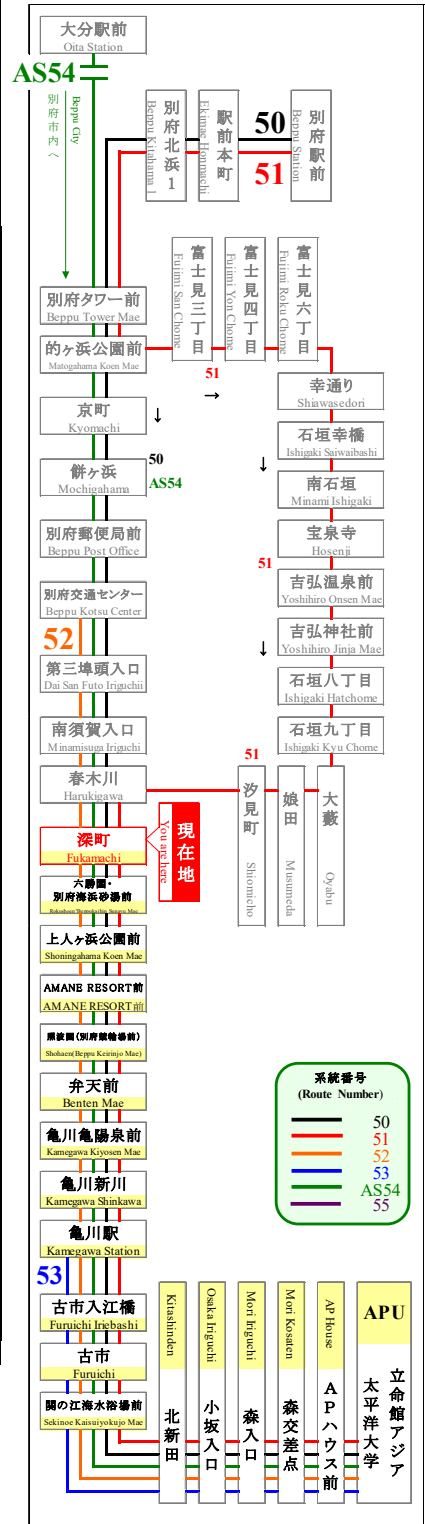 大分駅前
Oita Station
AS54
Beppu City
別府市内へ
別府北浜1
Beppu Kitahama 1
駅前本町
Ekimae Honmachi
別府駅前
Beppu Station
50
51
別府タワー前
Beppu Tower Mae
的ヶ浜公園前
Matogahama Koen Mae
富士見三丁目
Fujimi San Chome
富士見四丁目
Fujimi Yon Chome
富士見六丁目
Fujimi Roku Chome
51
→
京町
Kyomachi
↓
餅ヶ浜
Mochigahama
50
AS54
別府郵便局前
Beppu Post Office
別府交通センター
Beppu Kotsu Center
52
第三埠頭入口
Dai San Futo Iriguchii
南須賀入口
Minamisuga Iriguchi
春木川
Harukigawa
幸通り
Shiawasedori
石垣幸橋
Ishigaki Saiwaibashi
↓
南石垣
Minami Ishigaki
宝泉寺
Hosenji
51
吉弘温泉前
Yoshihiro Onsen Mae
吉弘神社前
Yoshihiro Jinja Mae
↓
石垣八丁目
Ishigaki Hatchome
石垣九丁目
Ishigaki Kyu Chome
51
汐見町
Shiomicho
娘田
Musumeda
大藪
Oyabu
深町
Fukamachi
現在地
You are here
六勝園・
別府海浜砂湯前
上人ヶ浜公園前
Shoningahama Koen Mae
AMANE RESORT前
AMANE RESORT前
照波園(別府競輪場前)
Shohaen(Beppu Keirinjo Mae)
弁天前
Benten Mae
亀川亀陽泉前
Kamegawa Kiyosen Mae
亀川新川
Kamegawa Shinkawa
亀川駅
Kamegawa Station
53
古市入江橋
Furuichi Iriebashi
古市
Furuichi
関の江海水浴場前
Sekinoe Kaisuiyokujo Mae
系統番号
(Route Number)
50
51
52
53
AS54
55
Kitashinden
北新田
Osaka Iriguchi
小坂入口
Mori Iriguchi
森入口
Mori Kosaten
森交差点
AP House
APハウス前
APU
立命館アジア
太平洋大学